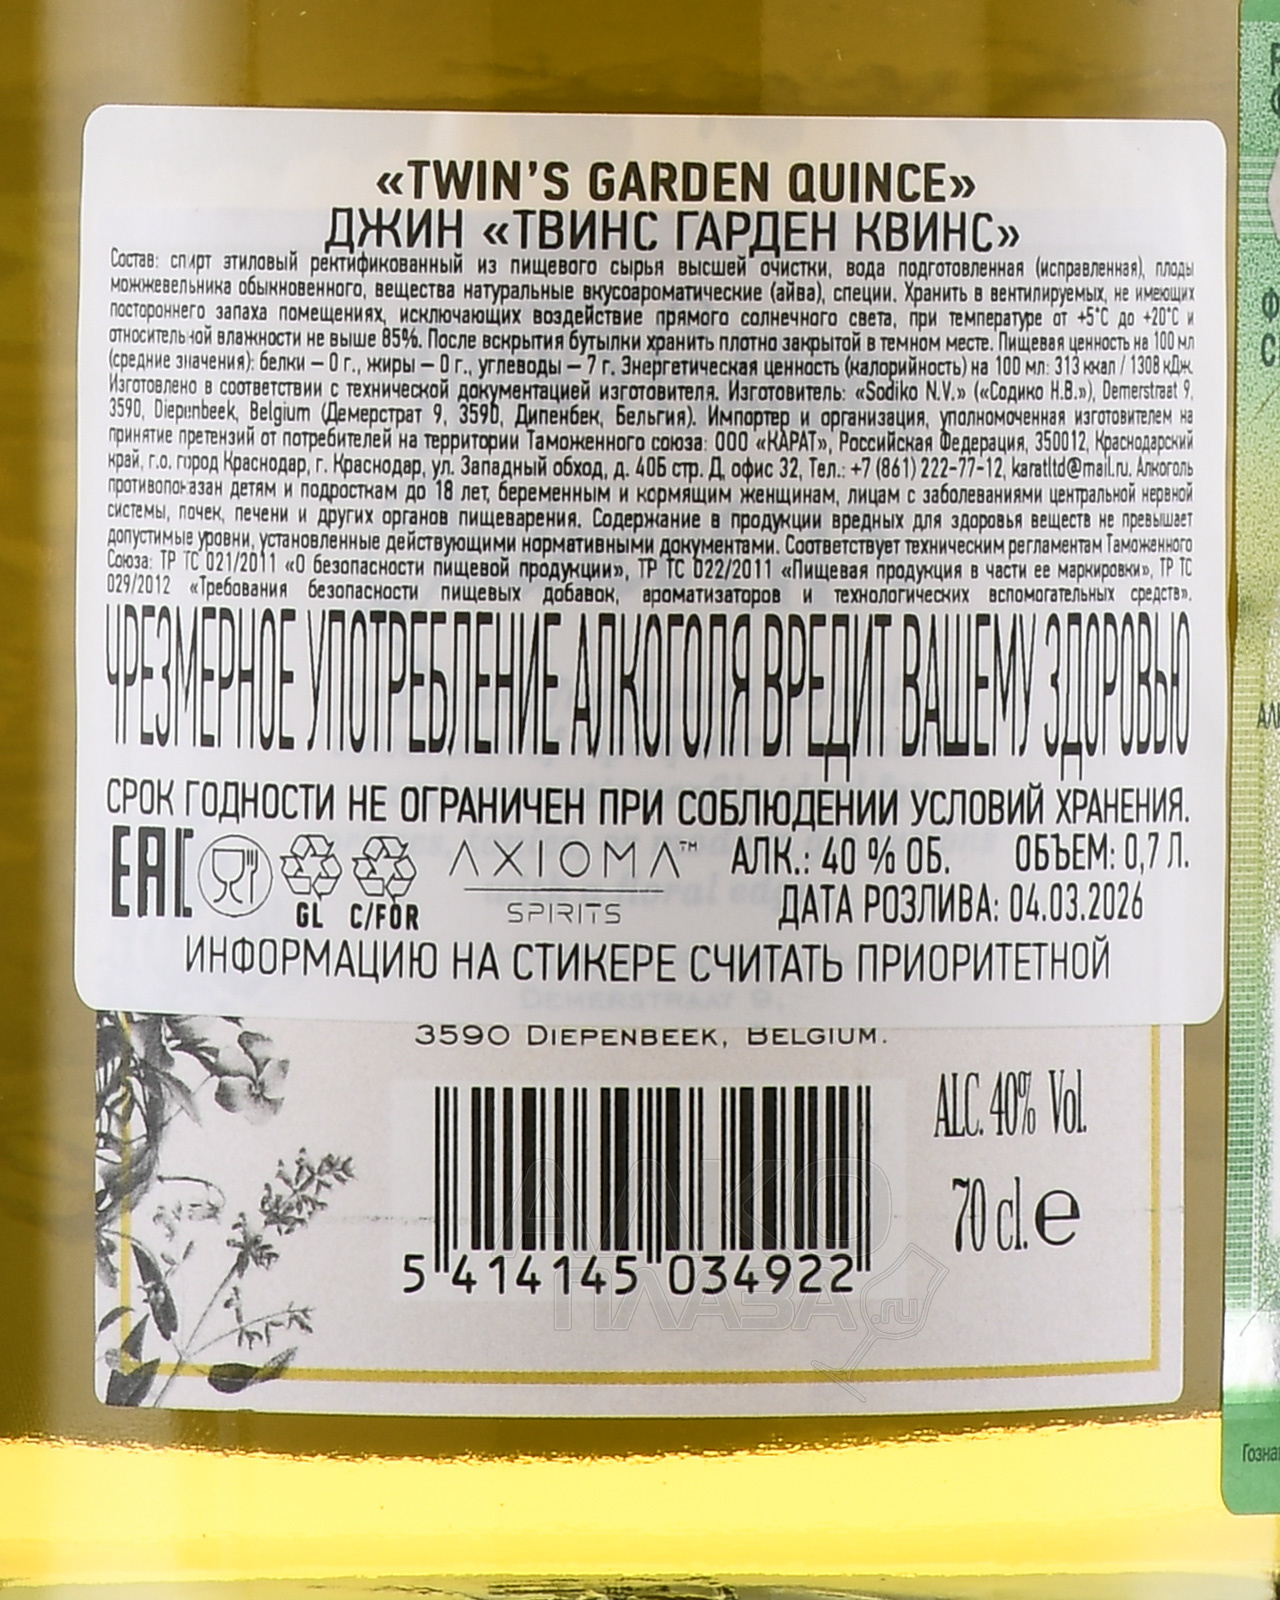 «TWIN'S GARDEN QUINCE»
ДЖИН «ТВИНС ГАРДЕН КВИНС»
Состав: спирт этиловый ректификованный из пищевого сырья высшей очистки, вода подготовленная (исправленная), плоды
можжевельника обыкновенного, вещества натуральные вкусоароматические (айва), специи. Хранить в вентилируемых, не имеющих
постороннего запаха помещениях, исключающих воздействие прямого солнечного света, при температуре от +5°С до +20°С и
относительной влажности не выше 85%. После вскрытия бутылки хранить плотно закрытой в темном месте. Пищевая ценность на 100 мл
(средние значения): белки – 0 г., жиры – 0 г., углеводы – 7 г. Энергетическая ценность (калорийность) на 100 мл: 313 ккал / 1308 кДж.
Изготовлено в соответствии с технической документацией изготовителя. Изготовитель: «Sodiko N.V.» («Содико Н.В.»), Demerstraat 9,
3590, Diepenbeek, Belgium (Демерстрат 9, 3590, Дипенбек, Бельгия). Импортер и организация, уполномоченная изготовителем на
принятие претензий от потребителей на территории Таможенного союза: ООО «КАРАТ», Российская Федерация, 350012, Краснодарский
край, г.о. город Краснодар, г. Краснодар, ул. Западный обход, д. 40Б стр. Д, офис 32, Тел.: +7 (861) 222-77-12, karatltd@mail.ru. Алкоголь
противопоказан детям и подросткам до 18 лет, беременным и кормящим женщинам, лицам с заболеваниями центральной нервной
системы, почек, печени и других органов пищеварения. Содержание в продукции вредных для здоровья веществ не превышает
допустимые уровни, установленные действующими нормативными документами. Соответствует техническим регламентам Таможенного
Союза: ТР ТС 021/2011 «О безопасности пищевой продукции», ТР ТС 022/2011 «Пищевая продукция в части ее маркировки», ТР ТС
029/2012 «Требования безопасности пищевых добавок, ароматизаторов и технологических вспомогательных средств».
ЧРЕЗМЕРНОЕ УПОТРЕБЛЕНИЕ АЛКОГОЛЯ ВРЕДИТ ВАШЕМУ ЗДОРОВЬЮ
СРОК ГОДНОСТИ НЕ ОГРАНИЧЕН ПРИ СОБЛЮДЕНИИ УСЛОВИЙ ХРАНЕНИЯ.
EAC GL C/FOR AXIOMA™ SPIRITS АЛК.: 40 % ОБ. ОБЪЕМ: 0,7 Л.
ДАТА РОЗЛИВА: 04.03.2026
ИНФОРМАЦИЮ НА СТИКЕРЕ СЧИТАТЬ ПРИОРИТЕТНОЙ
DEMERSTRAAT 9,
3590 DIEPENBEEK, BELGIUM.
ALC. 40% Vol.
70 cl. e
5 414145 034922
АЛКО
ПЛАЗА.ru